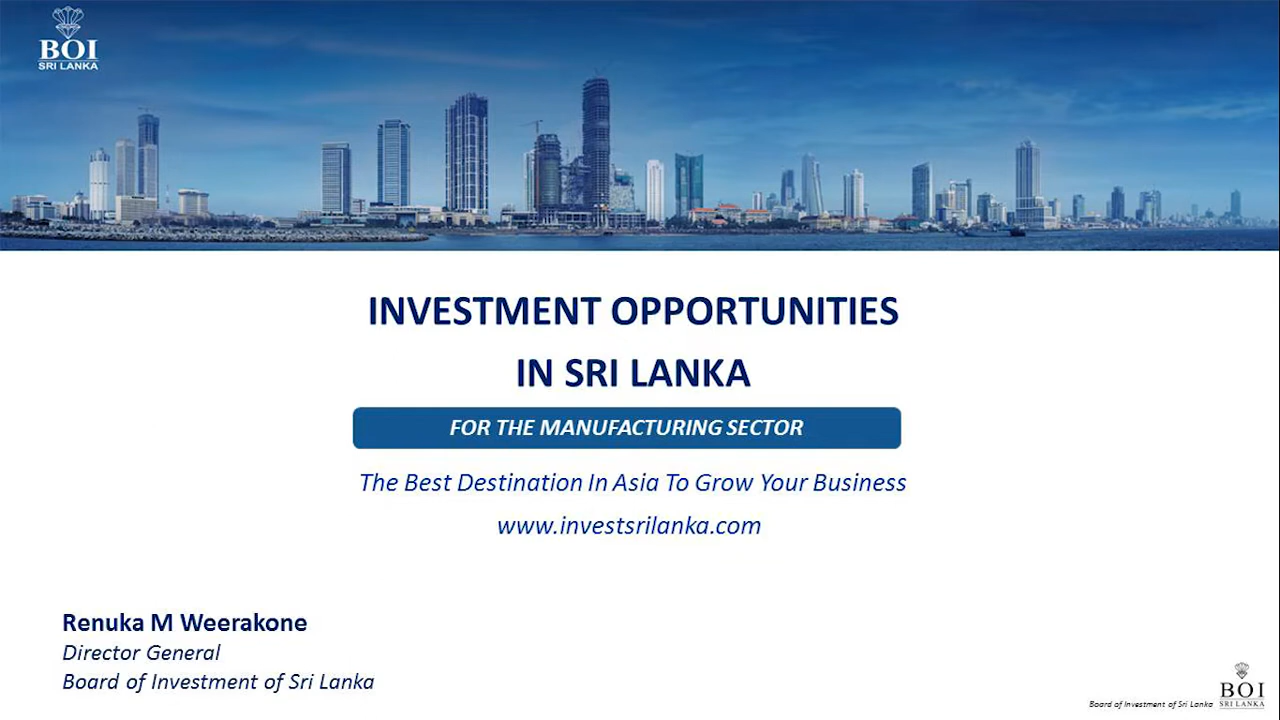 BOI
SRI LANKA
INVESTMENT OPPORTUNITIES
IN SRI LANKA
FOR THE MANUFACTURING SECTOR
The Best Destination In Asia To Grow Your Business
www.investsrilanka.com
Renuka M Weerakone
Director General
Board of Investment of Sri Lanka
Board of Investment of Sri Lanka
BOI
SRI LANKA